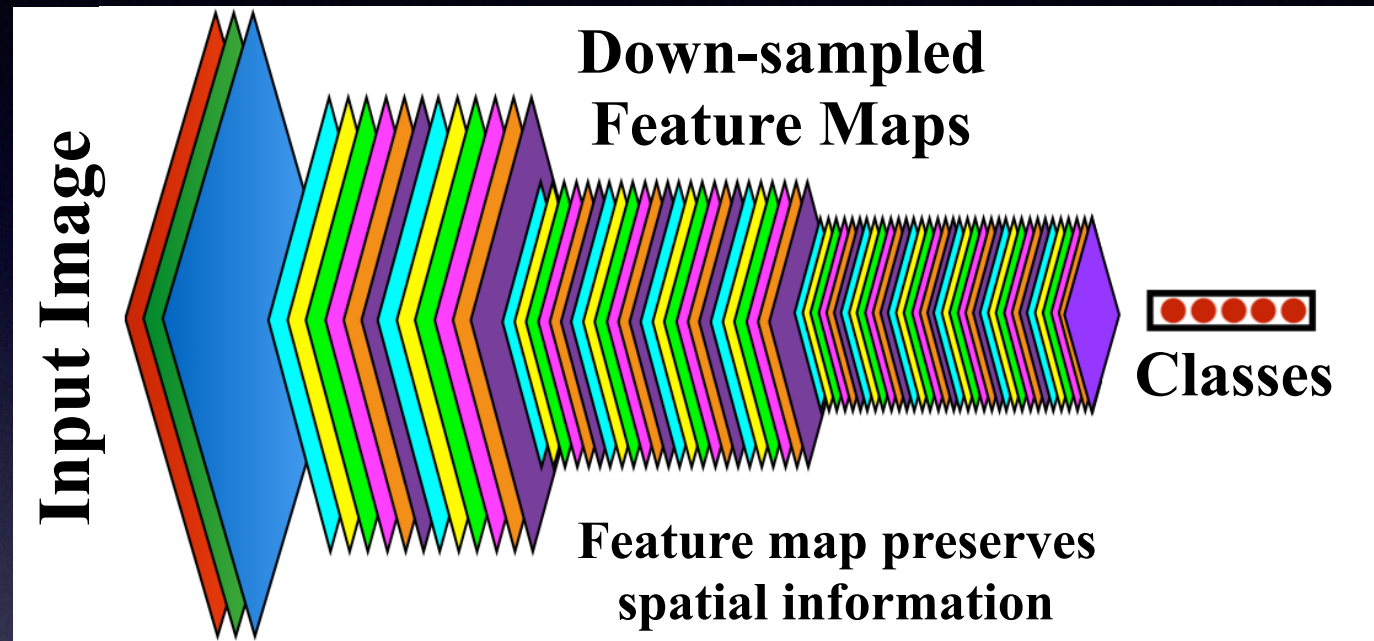 Input Image
Down-sampled
Feature Maps
Classes
Feature map preserves
spatial information